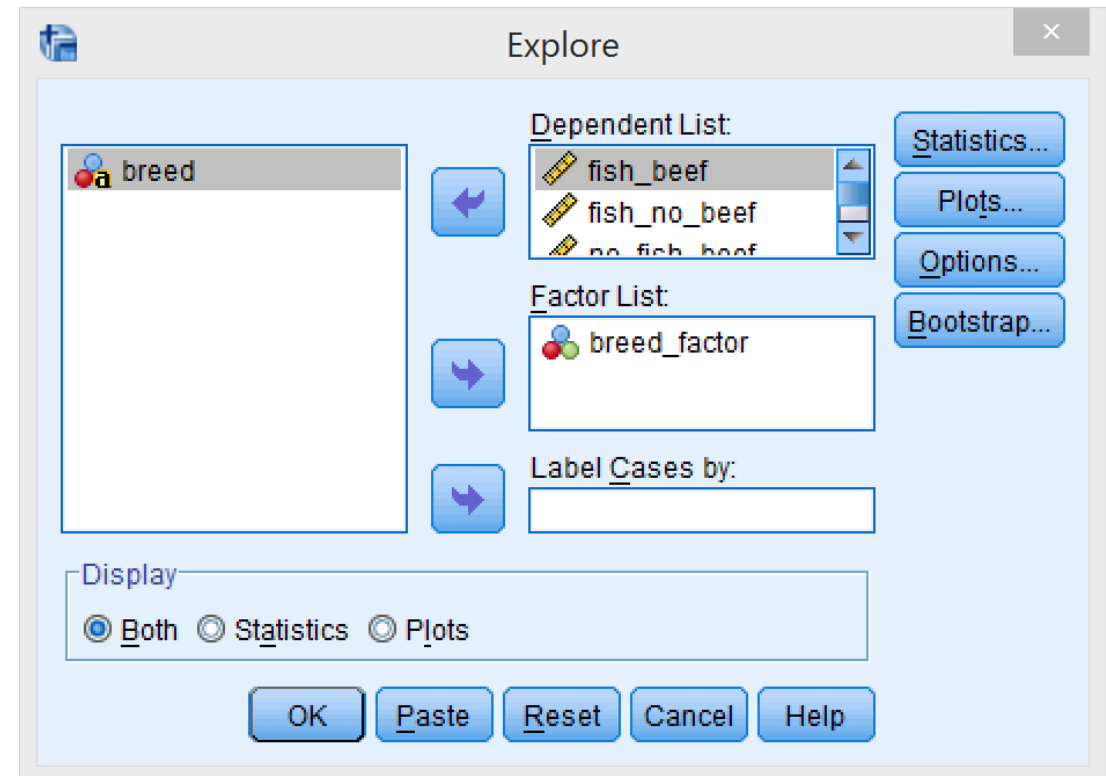 Explore
breed
Dependent List:
fish_beef
fish_no_beef
no_fish_beef
Factor List:
breed_factor
Label Cases by:
Statistics...
Plots...
Options...
Bootstrap...
Display
Both Statistics Plots
OK Paste Reset Cancel Help